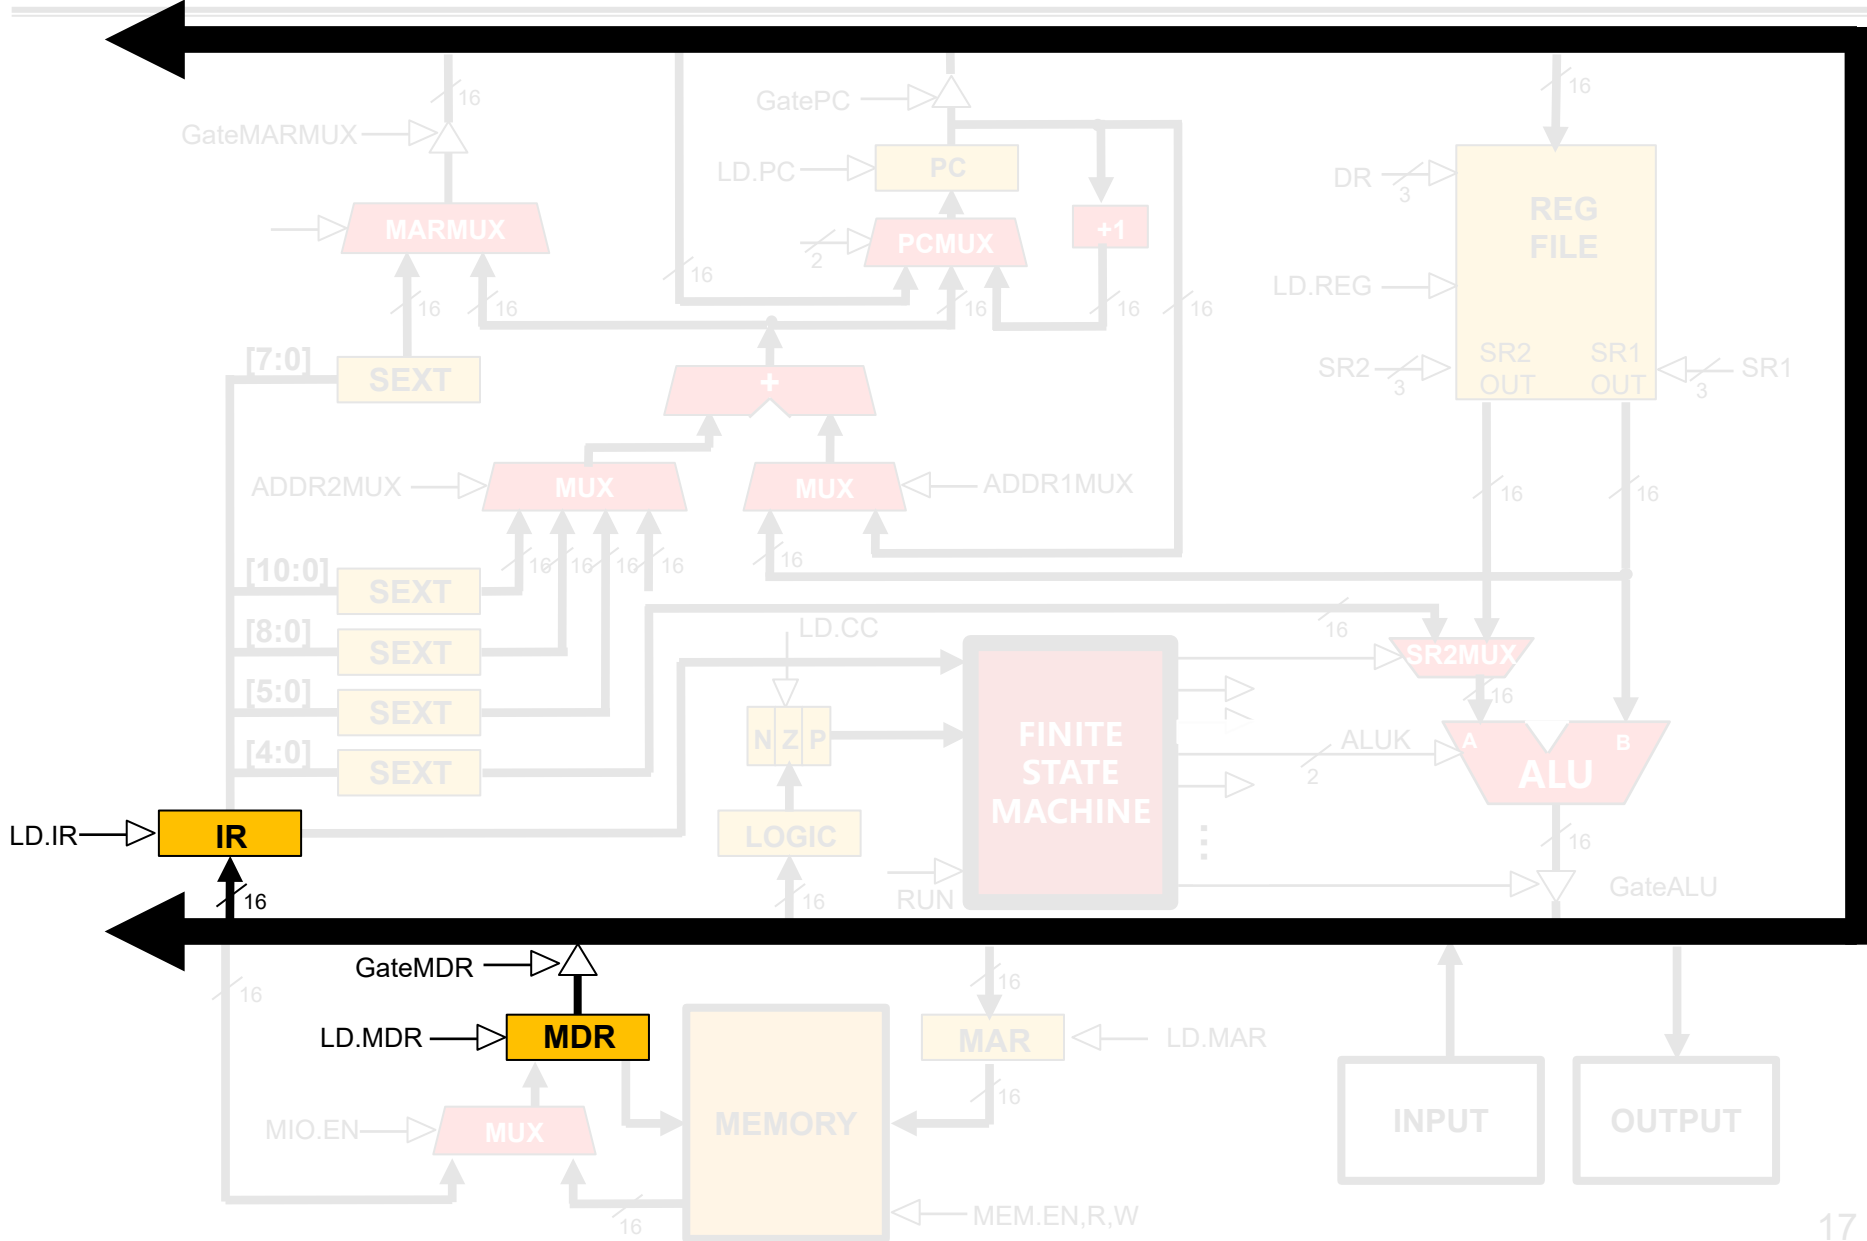 16
GatePC
16
GateMARMUX
LD.PC
PC
DR
3
REG
FILE
MARMUX
PCMUX
+1
2
16
LD.REG
16
16
16
16
16
[7:0]
SEXT
+
SR2
3
SR2
OUT
SR1
OUT
3
SR1
ADDR2MUX
MUX
MUX
ADDR1MUX
16
16
16
16
16
16
16
[10:0]
SEXT
[8:0]
SEXT
LD.CC
16
SR2MUX
16
[5:0]
SEXT
N Z P
FINITE
STATE
MACHINE
ALUK
2
A
B
ALU
[4:0]
SEXT
LD.IR
IR
LOGIC
⋮
16
16
16
RUN
GateALU
GateMDR
16
16
LD.MDR
MDR
MAR
LD.MAR
16
MIO.EN
MUX
MEMORY
INPUT
OUTPUT
16
MEM.EN,R,W
17